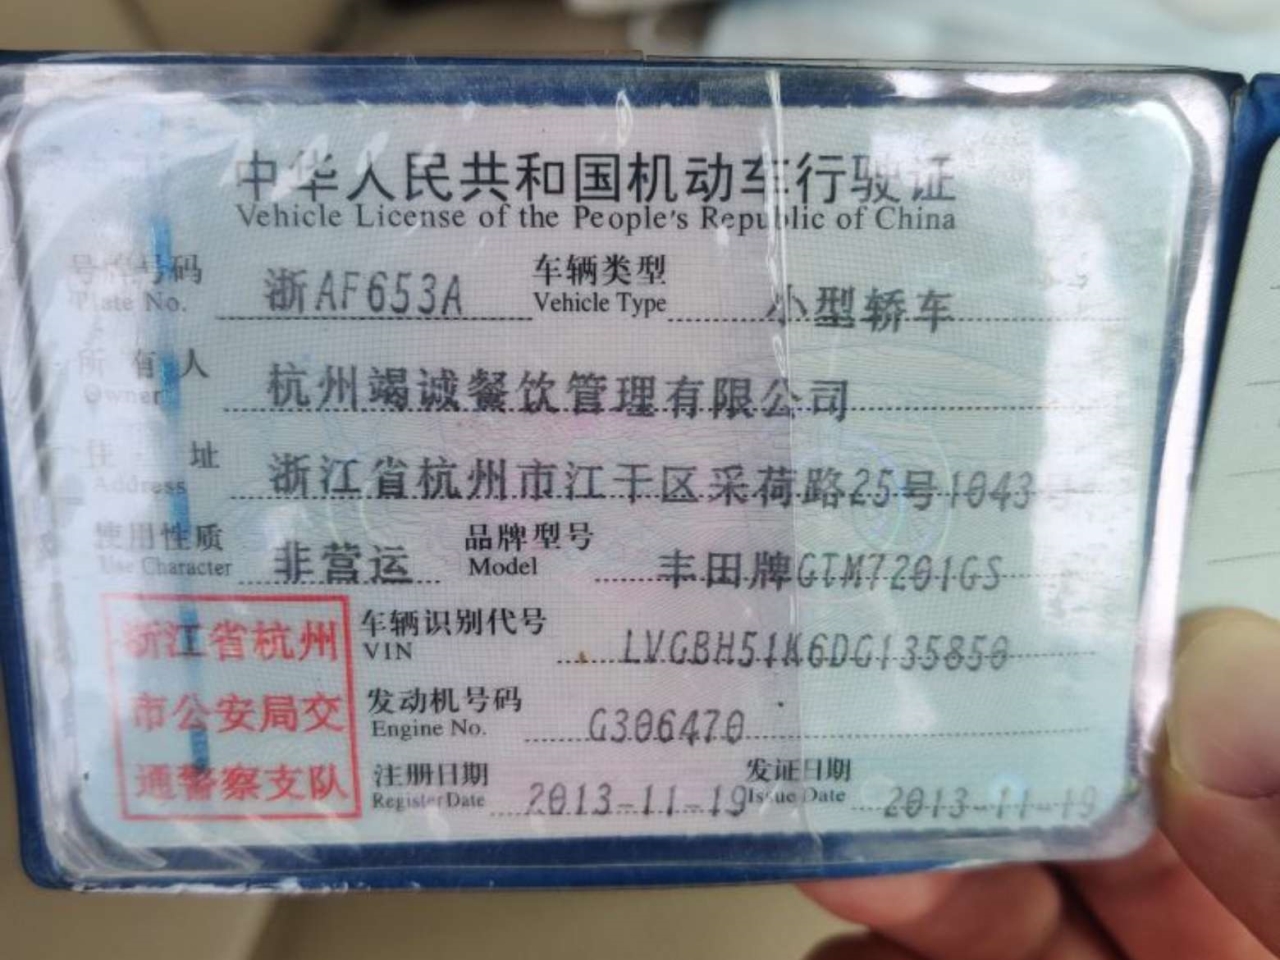 中华人民共和国机动车行驶证
Vehicle License of the People's Republic of China
号牌号码 浙AF653A 车辆类型 小型轿车
Plate No. Vehicle Type
所有人 杭州竭诚餐饮管理有限公司
Owner
住址 浙江省杭州市江干区采荷路25号1043号
Address
使用性质 非营运 品牌型号 丰田牌GTM7201GS
Use Character Model
浙江省杭州
市公安局交
通警察支队
车辆识别代号 LVGBH51K6DG135850
VIN
发动机号码 G306470
Engine No.
注册日期 2013-11-19 发证日期 2013-11-19
Register Date Issue Date